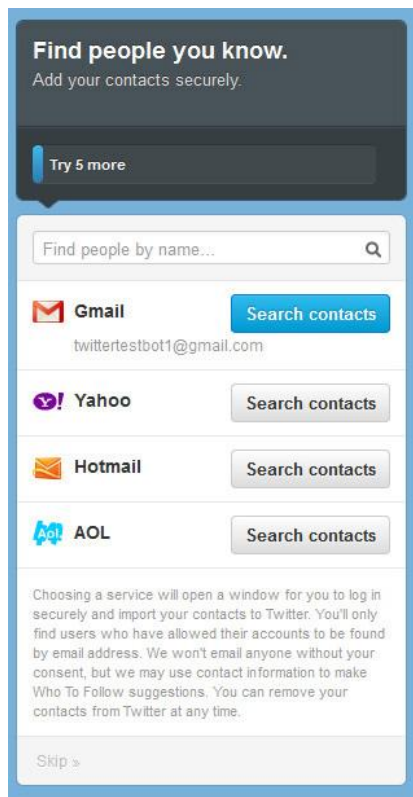 Find people you know.
Add your contacts securely.
Try 5 more
Find people by name...
Gmail
Search contacts
twittertestbot1@gmail.com
Y! Yahoo
Search contacts
Hotmail
Search contacts
Aol. AOL
Search contacts
Choosing a service will open a window for you to log in
securely and import your contacts to Twitter. You'll only
find users who have allowed their accounts to be found
by email address. We won't email anyone without your
consent, but we may use contact information to make
Who To Follow suggestions. You can remove your
contacts from Twitter at any time.
Skip »